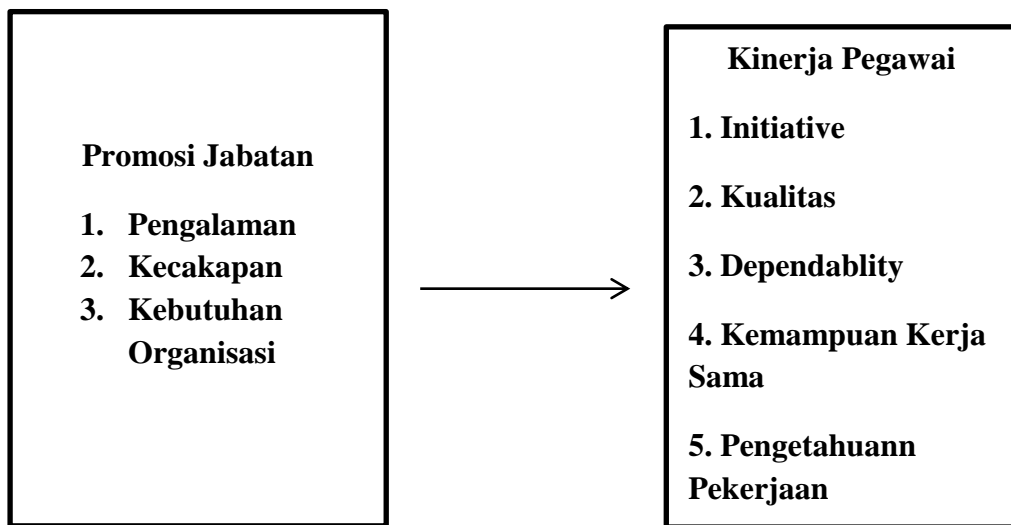 Promosi Jabatan
1. Pengalaman
2. Kecakapan
3. Kebutuhan
Organisasi
Kinerja Pegawai
1. Initiative
2. Kualitas
3. Dependablity
4. Kemampuan Kerja
Sama
5. Pengetahuann
Pekerjaan